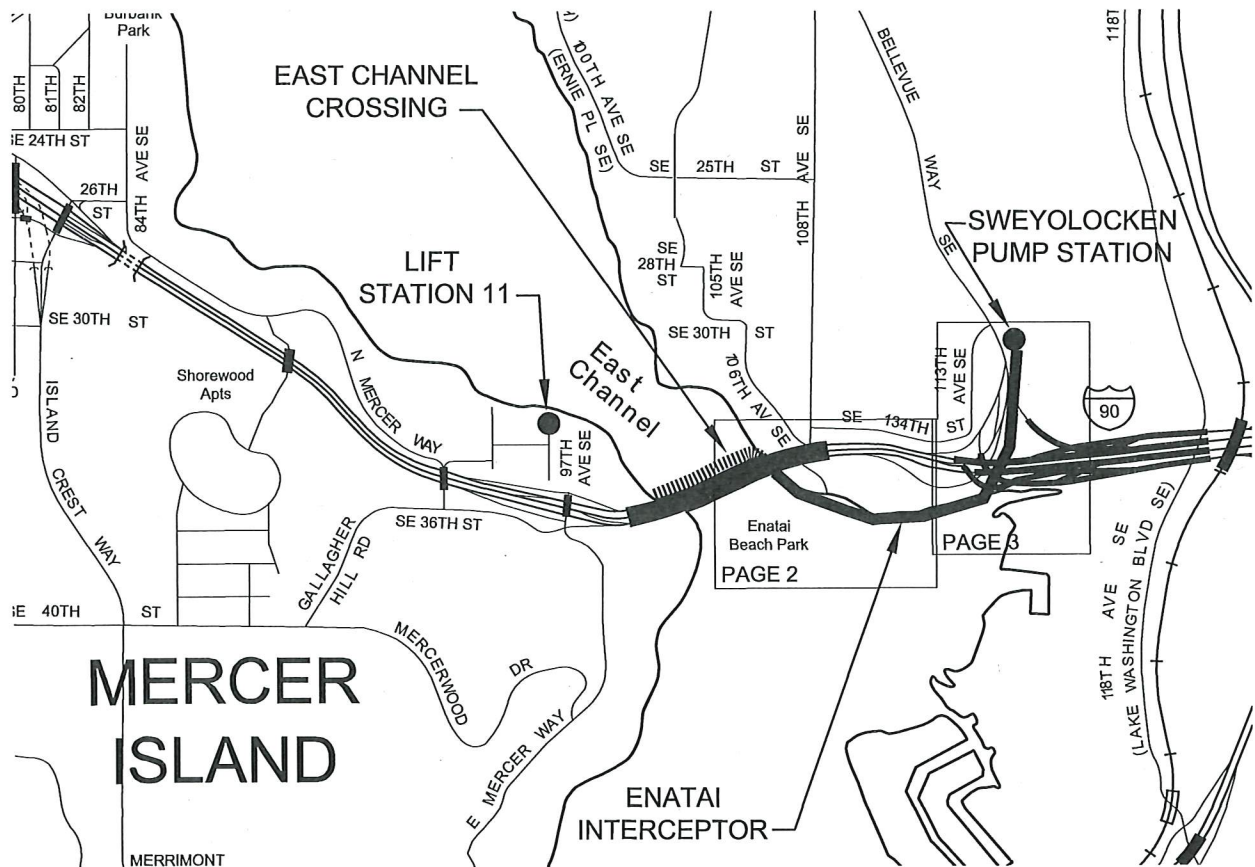 Burbank
Park
80TH
81TH
82TH
SE 24TH ST
26TH
ST
84TH AVE SE
EAST CHANNEL
CROSSING
100TH AVE SE
(ERNIE PL SE)
SE 25TH ST
108TH AVE SE
BELLEVUE WAY SE
118T
SWEYOLOCKEN
PUMP STATION
LIFT
STATION 11
SE
28TH
ST
105TH
AVE SE
SE 30TH ST
106TH AV SE
SE 30TH ST
ISLAND CREST WAY
Shorewood
Apts
N MERCER WAY
97TH
AVE SE
East
Channel
SE 134TH ST
113TH
AVE SE
90
SE 36TH ST
GALLAGHER
HILL RD
Enatai
Beach Park
PAGE 2
PAGE 3
SE 40TH ST
MERCERWOOD DR
MERCER
ISLAND
E MERCER WAY
118TH AVE SE
(LAKE WASHINGTON BLVD SE)
ENATAI
INTERCEPTOR
MERRIMONT